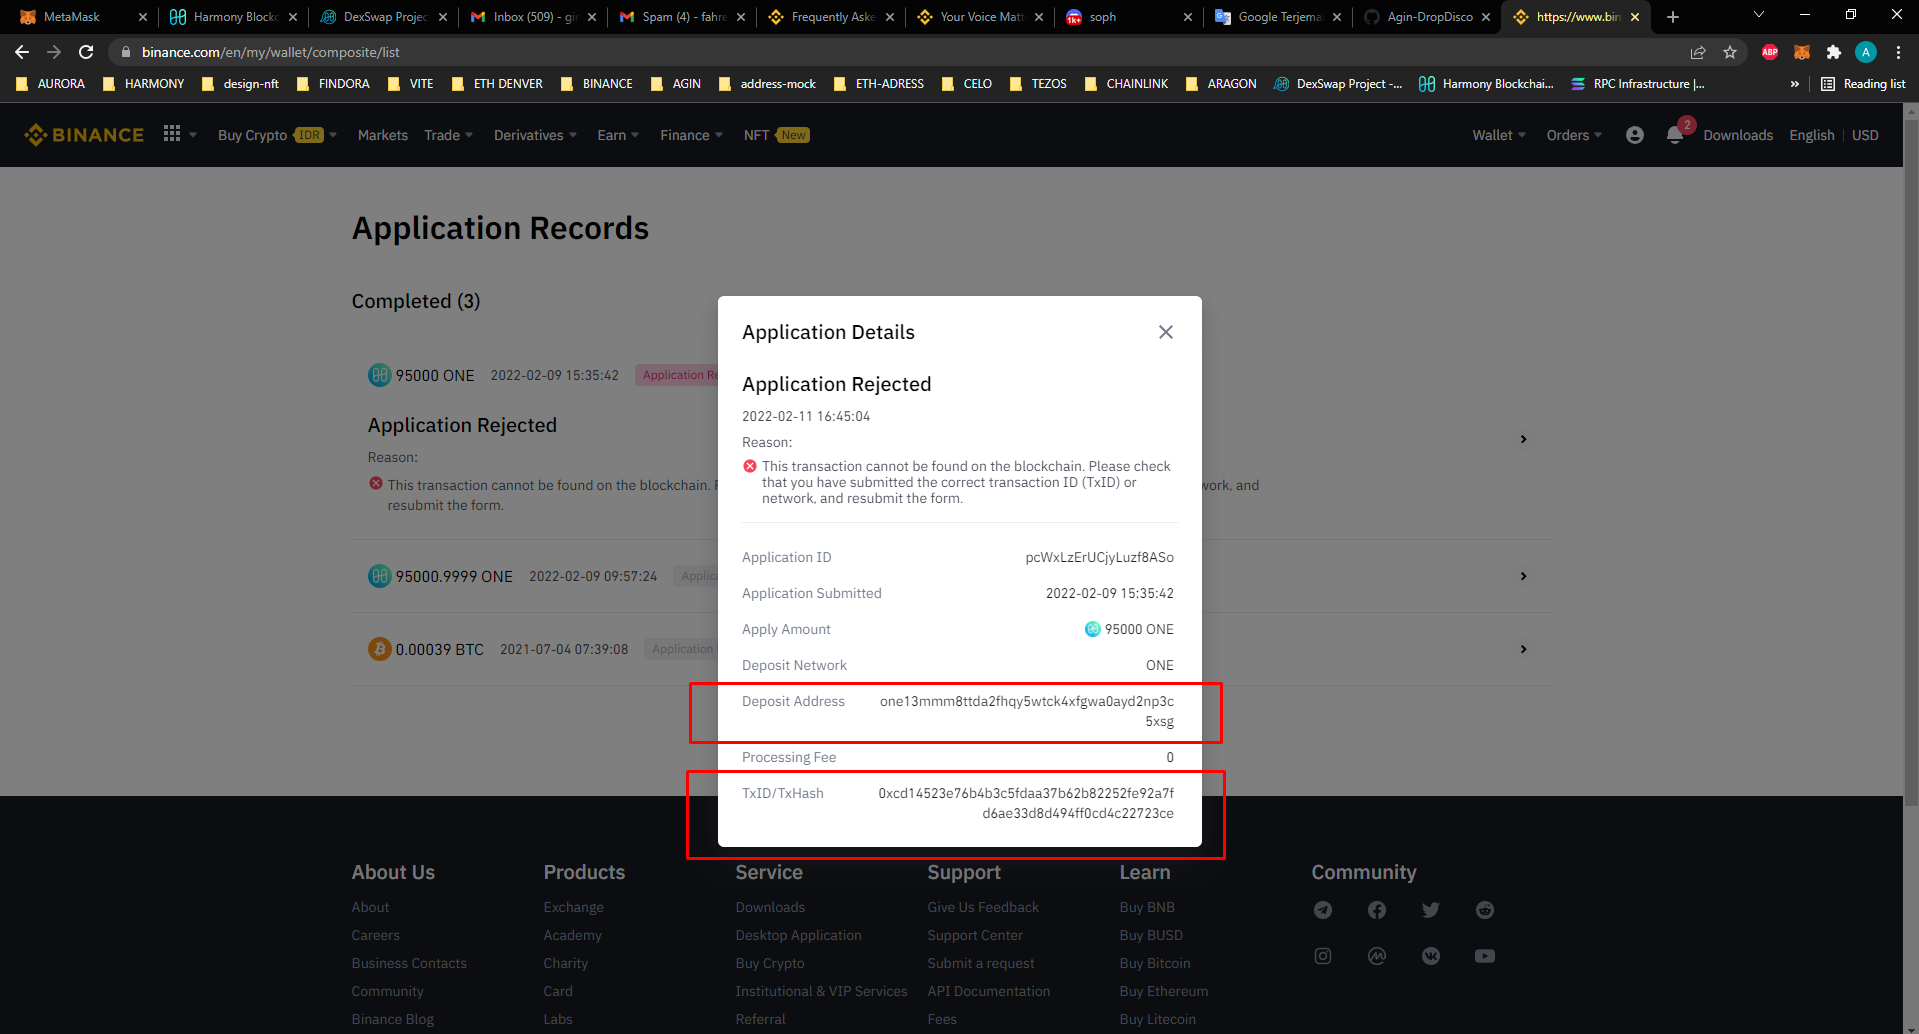 MetaMask
Harmony Blockc
DexSwap Projec
Inbox (509) - gi
Spam (4) - fahre
Frequently Aske
Your Voice Matt
soph
Google Terjema
Agin-DropDisco
https://www.bin
binance.com/en/my/wallet/composite/list
ABP
A
AURORA
HARMONY
design-nft
FINDORA
VITE
ETH DENVER
BINANCE
AGIN
address-mock
ETH-ADRESS
CELO
TEZOS
CHAINLINK
ARAGON
DexSwap Project -...
Harmony Blockchai...
RPC Infrastructure |...
»
Reading list
BINANCE
Buy Crypto IDR
Markets
Trade
Derivatives
Earn
Finance
NFT New
Wallet
Orders
2
Downloads
English
USD
Application Records
Completed (3)
95000 ONE 2022-02-09 15:35:42 Application Re
Application Rejected
Reason:
This transaction cannot be found on the blockchain.
work, and
resubmit the form.
95000.9999 ONE 2022-02-09 09:57:24 Applica
0.00039 BTC 2021-07-04 07:39:08 Application
Application Details
Application Rejected
2022-02-11 16:45:04
Reason:
This transaction cannot be found on the blockchain. Please check
that you have submitted the correct transaction ID (TxID) or
network, and resubmit the form.
Application ID pcWxLzErUCjyLuzf8ASo
Application Submitted 2022-02-09 15:35:42
Apply Amount 95000 ONE
Deposit Network ONE
Deposit Address one13mmm8ttda2fhqy5wtck4xfgwa0ayd2np3c
5xsg
Processing Fee 0
TxID/TxHash 0xcd14523e76b4b3c5fdaa37b62b82252fe92a7f
d6ae33d8d494ff0cd4c22723ce
About Us
About
Careers
Business Contacts
Community
Binance Blog
Products
Exchange
Academy
Charity
Card
Labs
Service
Downloads
Desktop Application
Buy Crypto
Institutional & VIP Services
Referral
Support
Give Us Feedback
Support Center
Submit a request
API Documentation
Fees
Learn
Buy BNB
Buy BUSD
Buy Bitcoin
Buy Ethereum
Buy Litecoin
Community